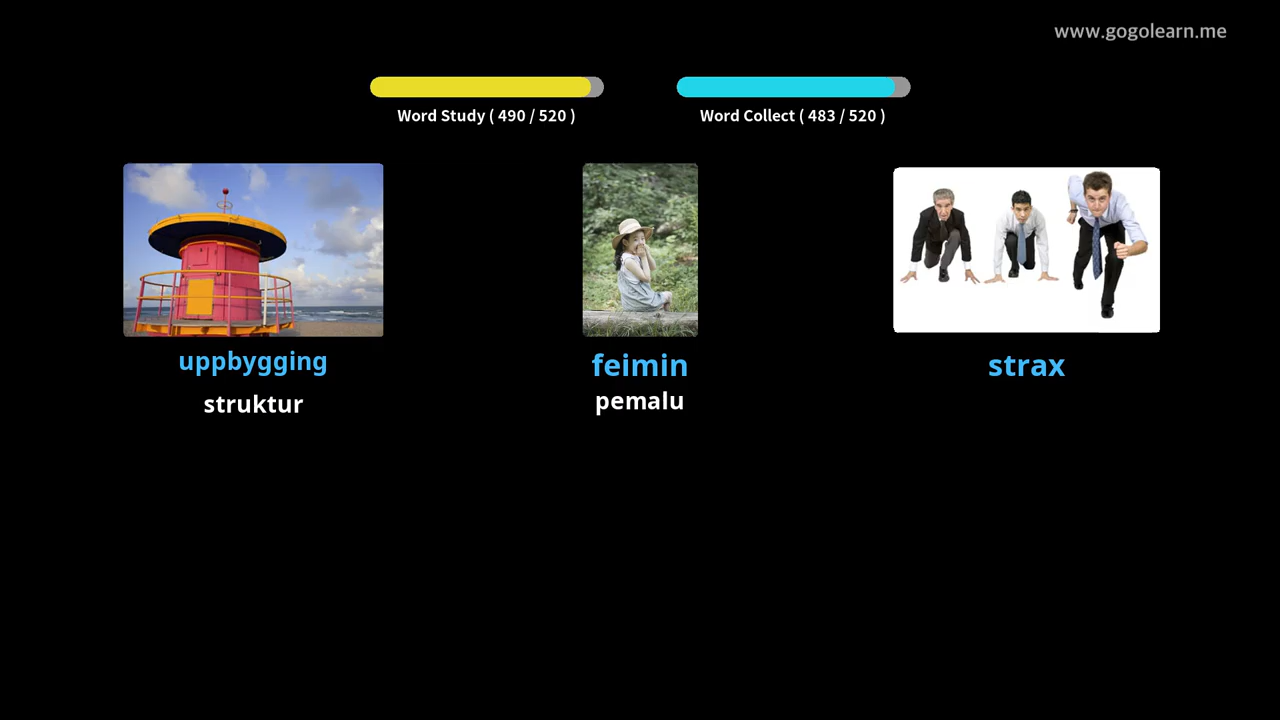 www.gogolearn.me
Word Study ( 490 / 520 )
Word Collect ( 483 / 520 )
uppbygging
struktur
feimin
pemalu
strax